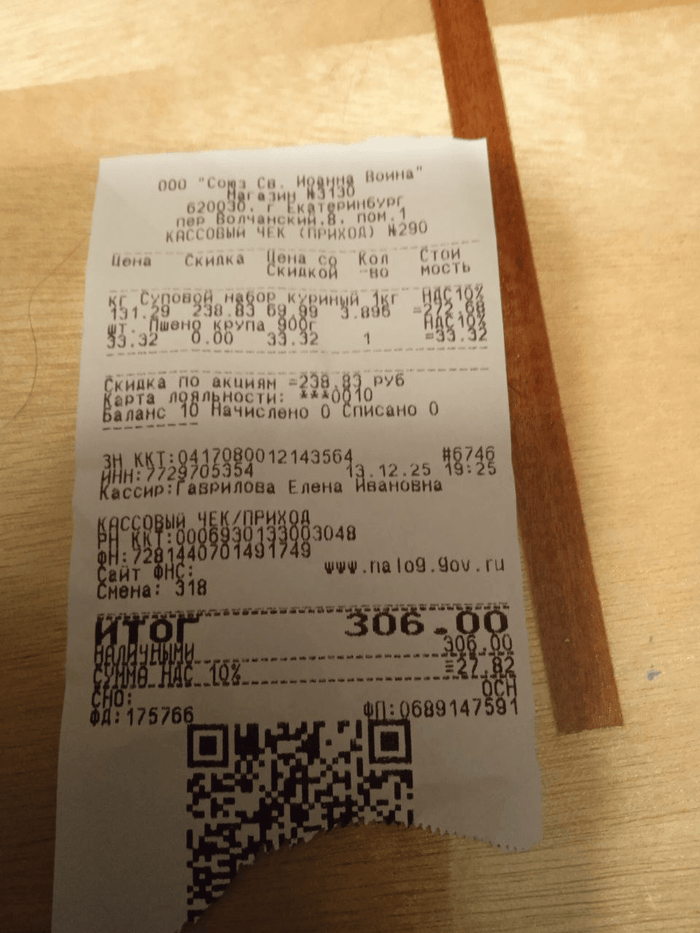 ООО "Союз Св. Иоанна Воина"
Магазин №3130
620030. г Екатеринбург
пер Волчанский.8. пом.1
КАССОВЫЙ ЧЕК (ПРИХОД) №290
Цена Скидка Цена со Скидкой Кол -во Стои мость
кг Суповой набор куриный 1кг НДС10%
131.29 238.83 69.99 3.896 =272.68
шт. Пшено крупа 900г НДС10%
33.32 0.00 33.32 1 =33.32
Скидка по акциям =238.83 РУБ
Карта лояльности: ***0010
Баланс 10 Начислено 0 Списано 0
ЗН ККТ:0417080012143564 #6746
ИНН:7729705354 13.12.25 19:25
Кассир:Гаврилова Елена Ивановна
КАССОВЫЙ ЧЕК/ПРИХОД
РН ККТ:0006930133003048
ФН:7281440701491749
Сайт ФНС: www.nalog.gov.ru
Смена: 318
ИТОГ 306.00
НАЛИЧНЫМИ 306.00
СУММА НДС 10% =27.82
СНО: ОСН
ФД:175766 ФП:0689147591